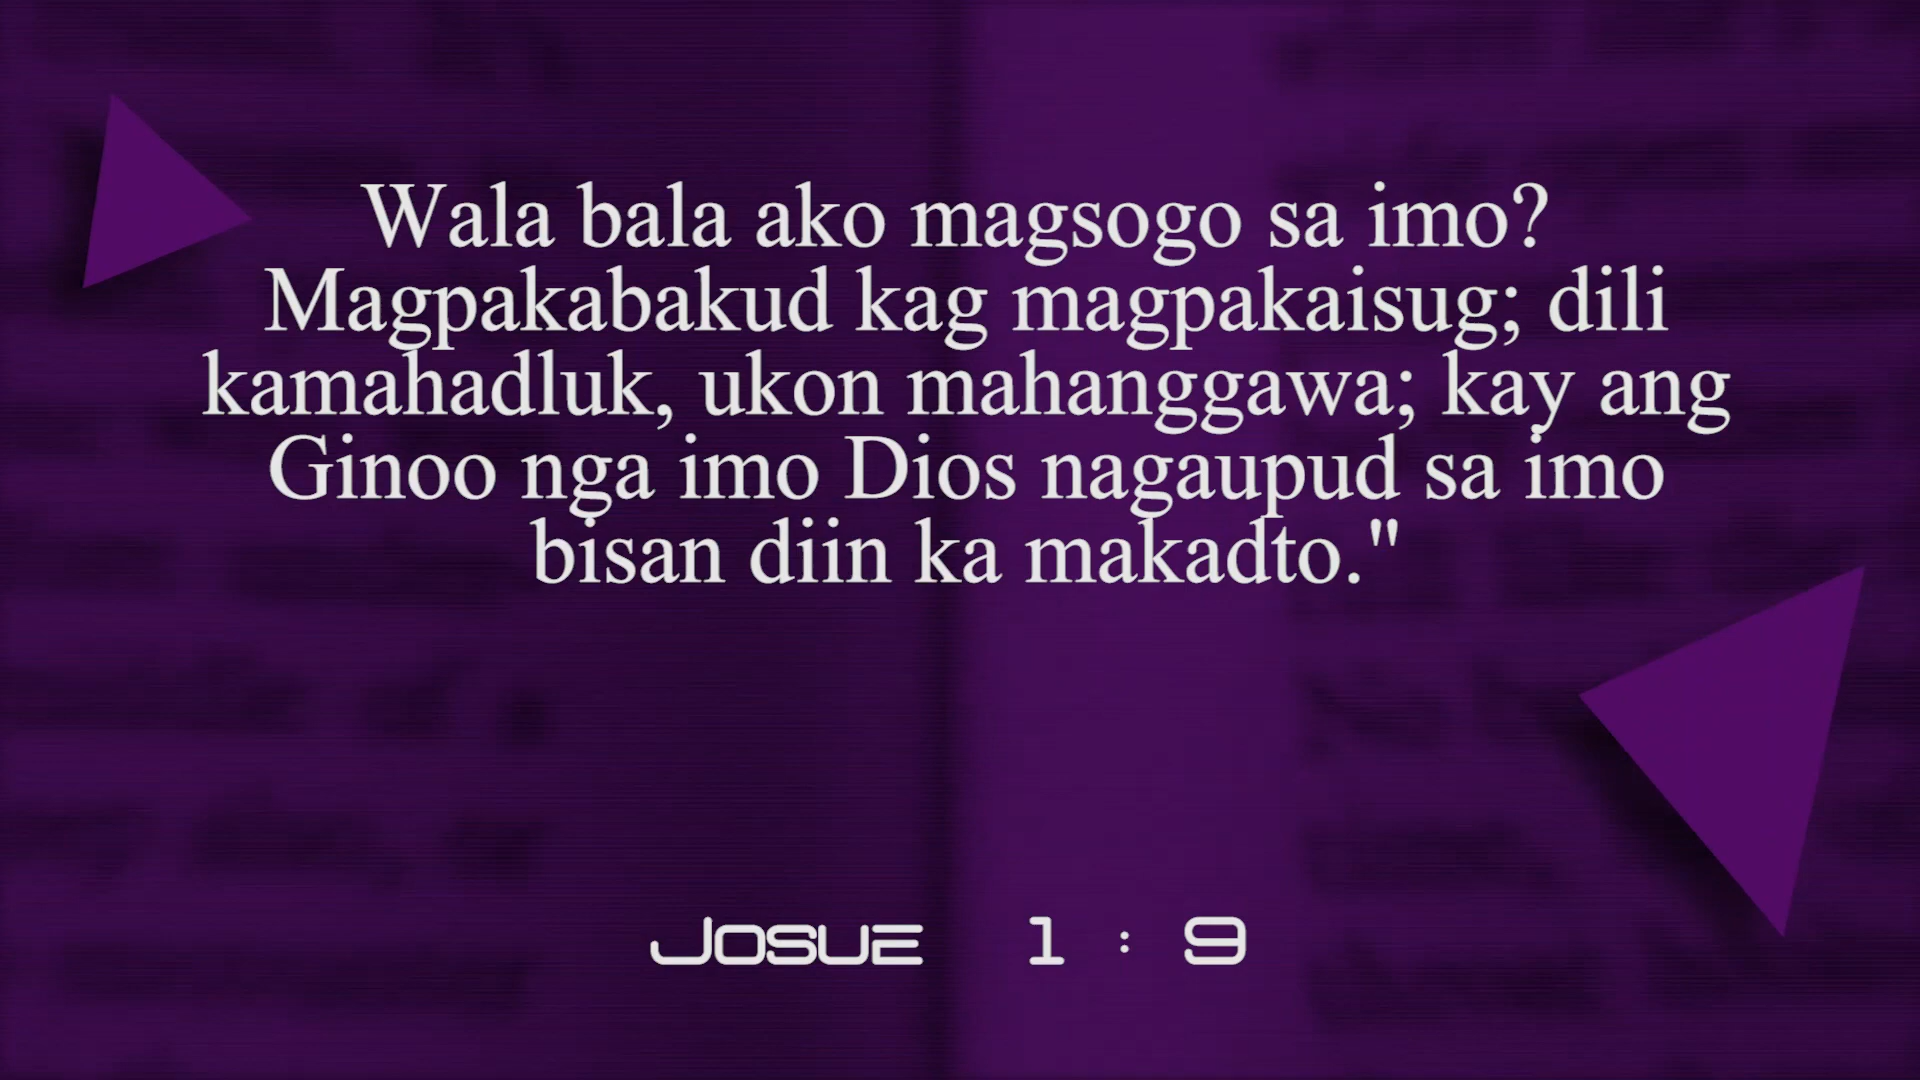 Wala bala ako magsogo sa imo?
Magpakabakud kag magpakaisug; dili
kamahadluk, ukon mahanggawa; kay ang
Ginoo nga imo Dios nagaupud sa imo
bisan diin ka makadto."
Josue 1 : 9